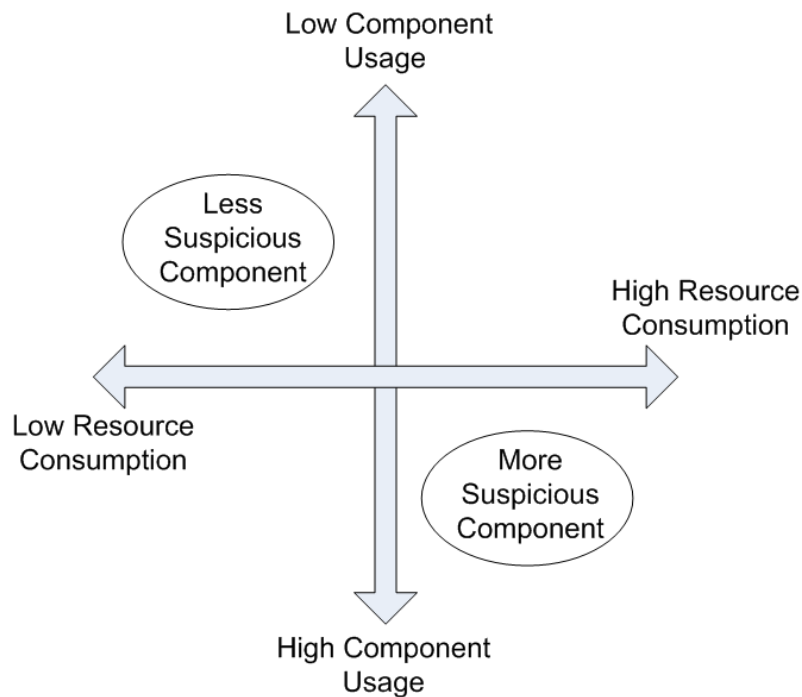 Low Component
Usage
Less
Suspicious
Component
High Resource
Consumption
Low Resource
Consumption
More
Suspicious
Component
High Component
Usage